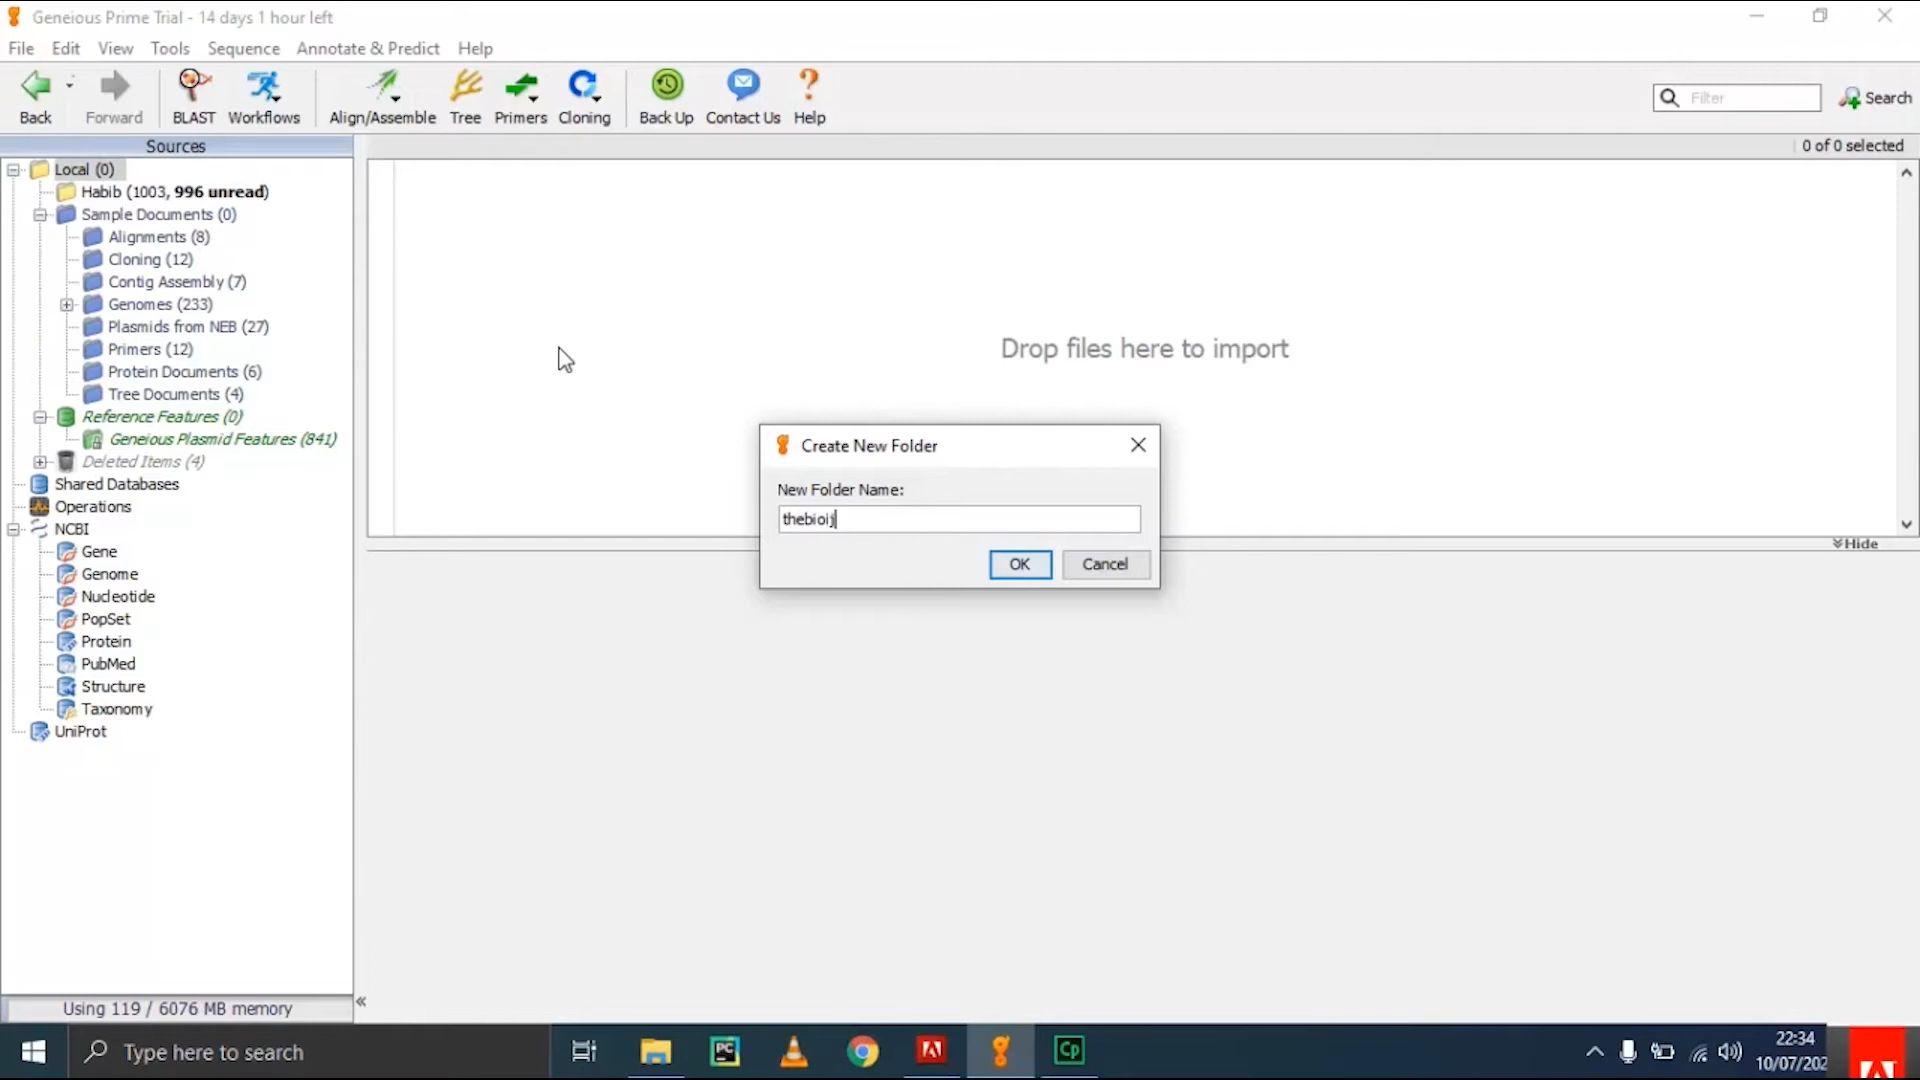 Geneious Prime Trial - 14 days 1 hour left
File Edit View Tools Sequence Annotate & Predict Help
Back Forward BLAST Workflows Align/Assemble Tree Primers Cloning Back Up Contact Us Help Filter Search
Sources
0 of 0 selected
Local (0)
Habib (1003, 996 unread)
Sample Documents (0)
Alignments (8)
Cloning (12)
Contig Assembly (7)
Genomes (233)
Plasmids from NEB (27)
Primers (12)
Protein Documents (6)
Tree Documents (4)
Reference Features (0)
Geneious Plasmid Features (841)
Deleted Items (4)
Shared Databases
Operations
NCBI
Gene
Genome
Nucleotide
PopSet
Protein
PubMed
Structure
Taxonomy
UniProt
Using 119 / 6076 MB memory
Drop files here to import
Hide
Create New Folder
New Folder Name:
thebioij
OK Cancel
Type here to search
PC
Cp
22:34
10/07/202